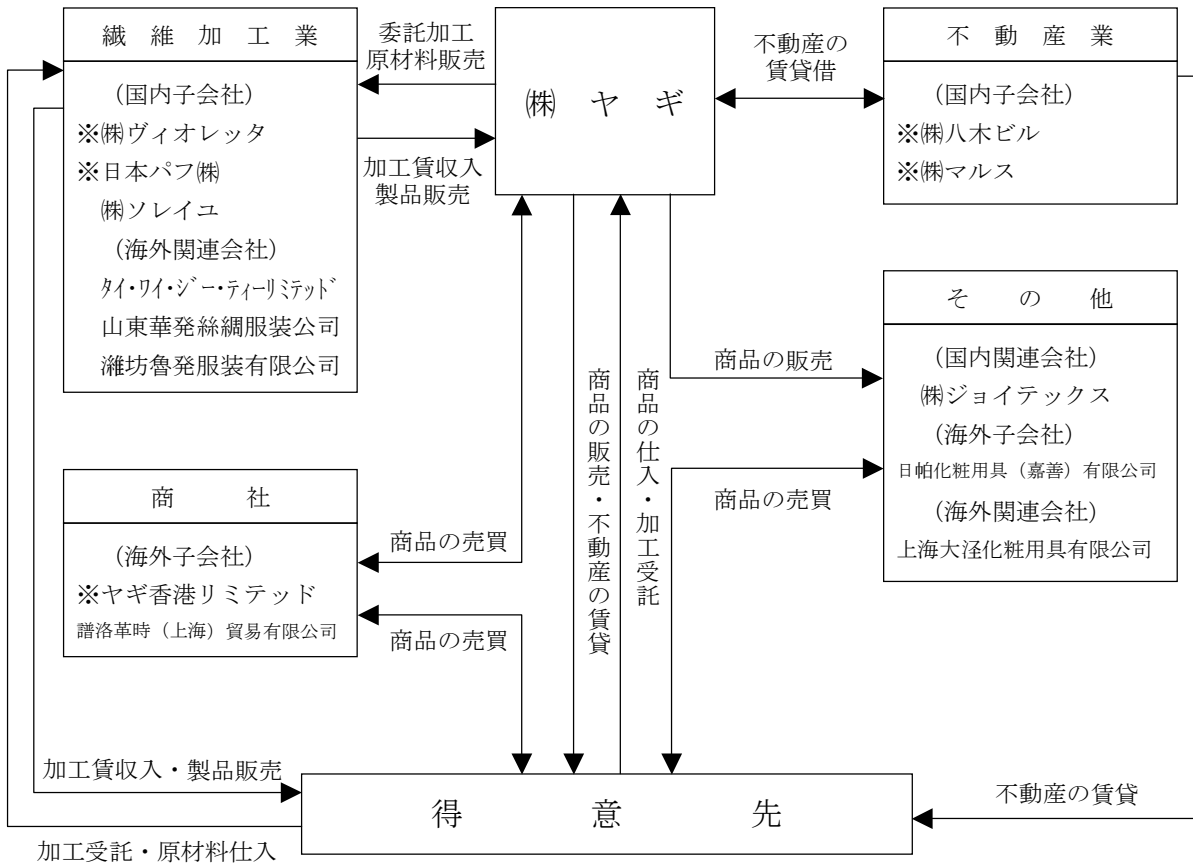 繊維加工業
(国内子会社)
※㈱ヴィオレッタ
※日本パフ㈱
㈱ソレイユ
(海外関連会社)
ﾀｲ・ﾜｲ・ｼﾞｰ・ﾃｨｰﾘﾐﾃｯﾄﾞ
山東華発絲綢服装公司
濰坊魯発服装有限公司
委託加工
原材料販売
加工賃収入
製品販売
㈱ヤギ
不動産の
賃貸借
不動産業
(国内子会社)
※㈱八木ビル
※㈱マルス
その他
(国内関連会社)
㈱ジョイテックス
(海外子会社)
日帕化粧用具（嘉善）有限公司
(海外関連会社)
上海大泾化粧用具有限公司
商品の販売
商品の売買
商品の販売・不動産の賃貸
商品の仕入・加工受託
商社
(海外子会社)
※ヤギ香港リミテッド
譜洛革時（上海）貿易有限公司
商品の売買
商品の売買
加工賃収入・製品販売
得意先
不動産の賃貸
加工受託・原材料仕入